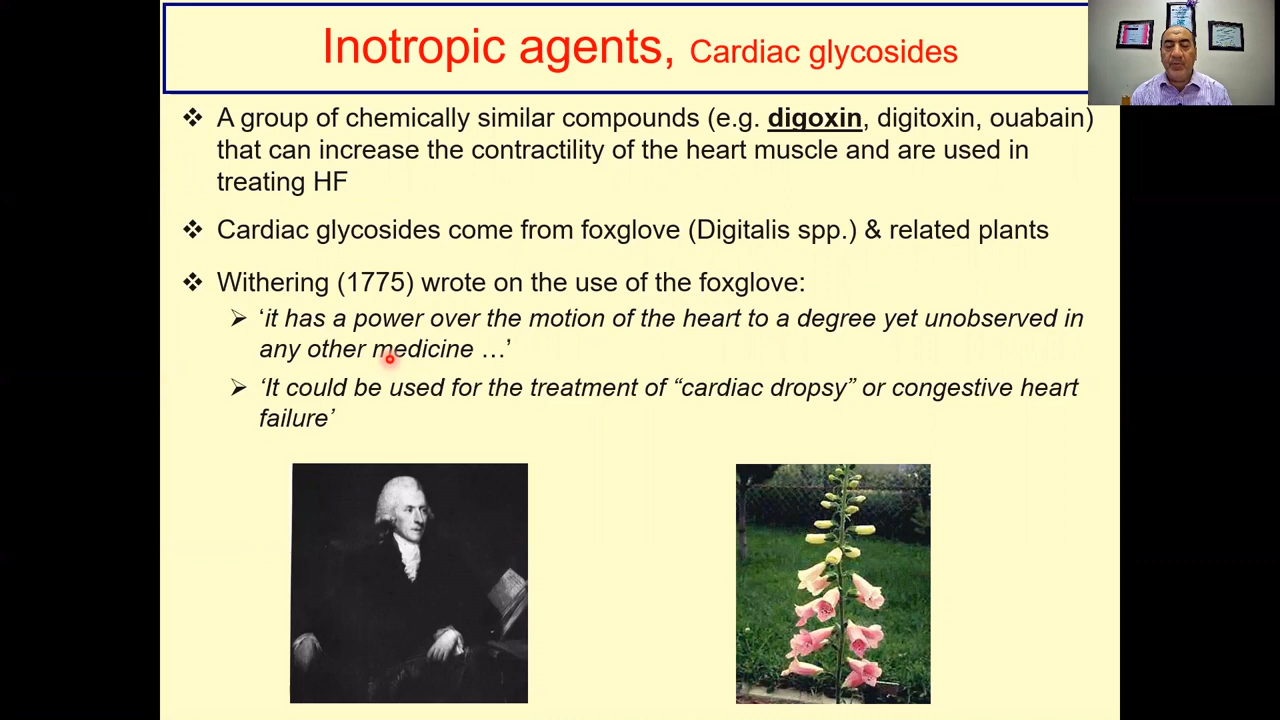 Inotropic agents, Cardiac glycosides
❖ A group of chemically similar compounds (e.g. digoxin, digitoxin, ouabain)
that can increase the contractility of the heart muscle and are used in
treating HF
❖ Cardiac glycosides come from foxglove (Digitalis spp.) & related plants
❖ Withering (1775) wrote on the use of the foxglove:
➢ ‘it has a power over the motion of the heart to a degree yet unobserved in
any other medicine …’
➢ ‘It could be used for the treatment of “cardiac dropsy” or congestive heart
failure’